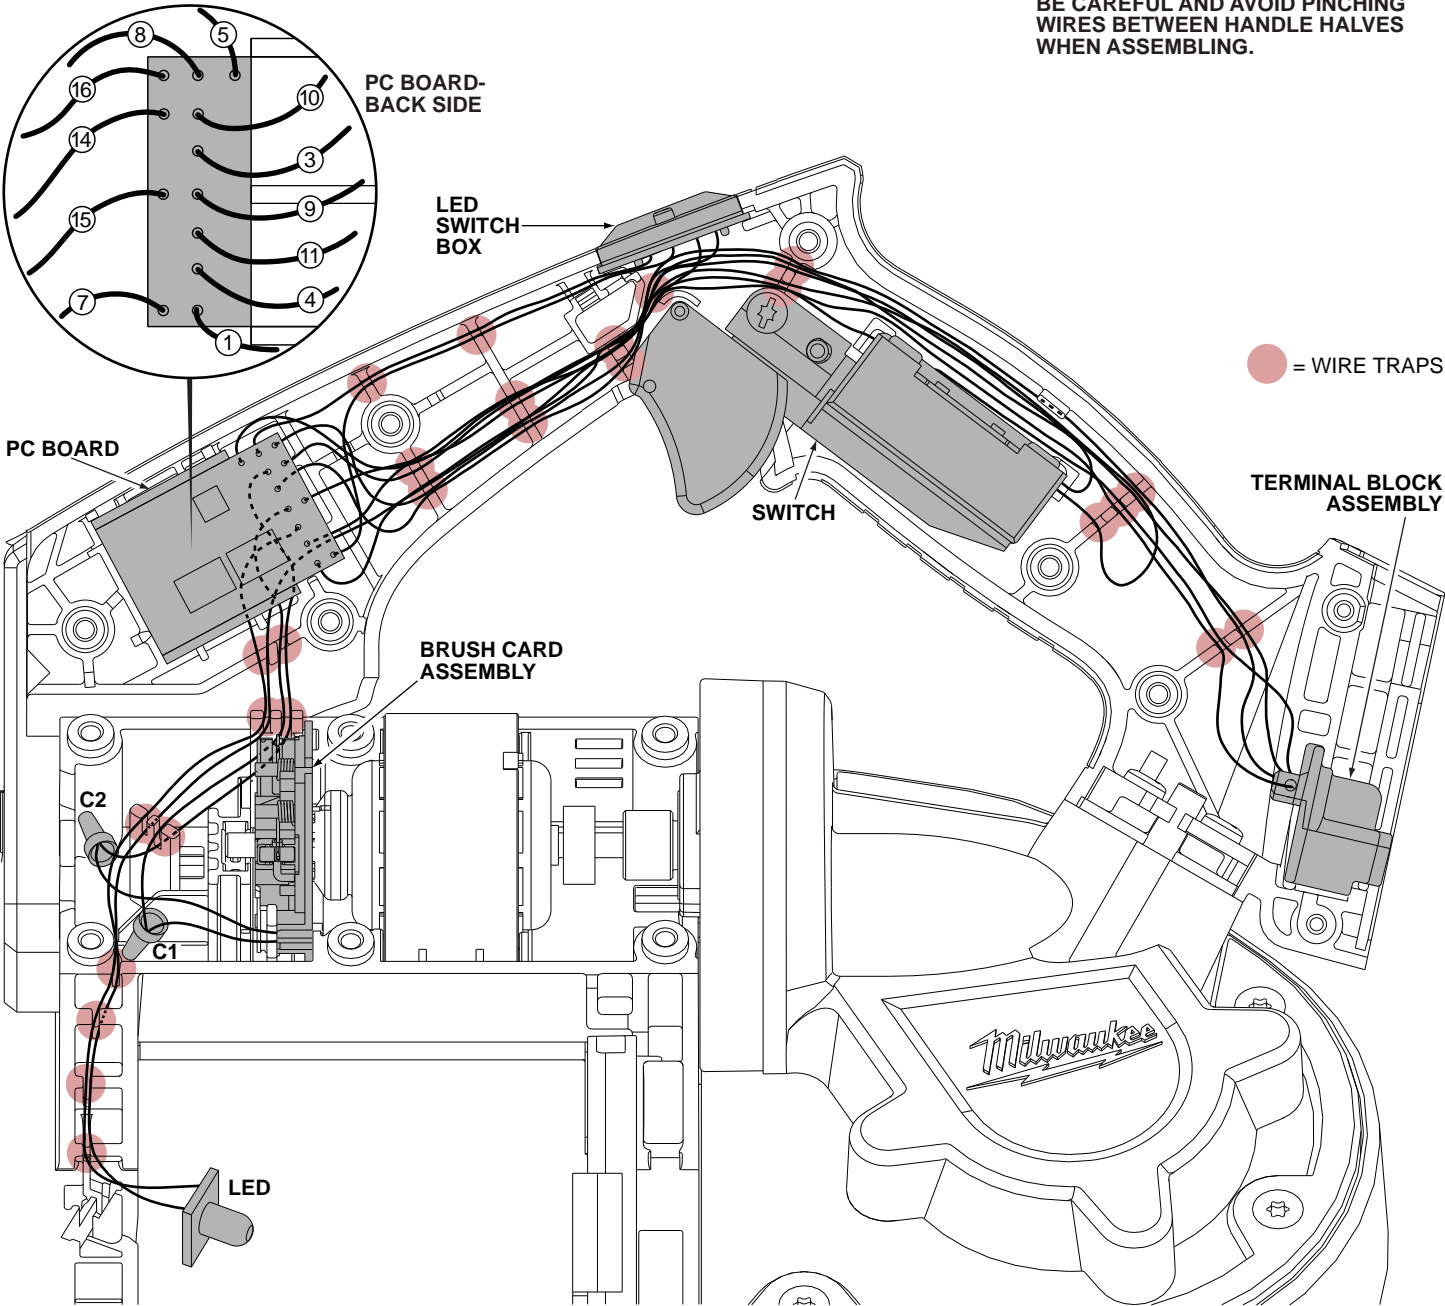 BE CAREFUL AND AVOID PINCHING
WIRES BETWEEN HANDLE HALVES
WHEN ASSEMBLING.
8
5
16
10
14
3
15
9
11
7
4
1
PC BOARD-
BACK SIDE
LED
SWITCH
BOX
= WIRE TRAPS
PC BOARD
SWITCH
TERMINAL BLOCK
ASSEMBLY
BRUSH CARD
ASSEMBLY
C2
C1
Milwaukee
LED